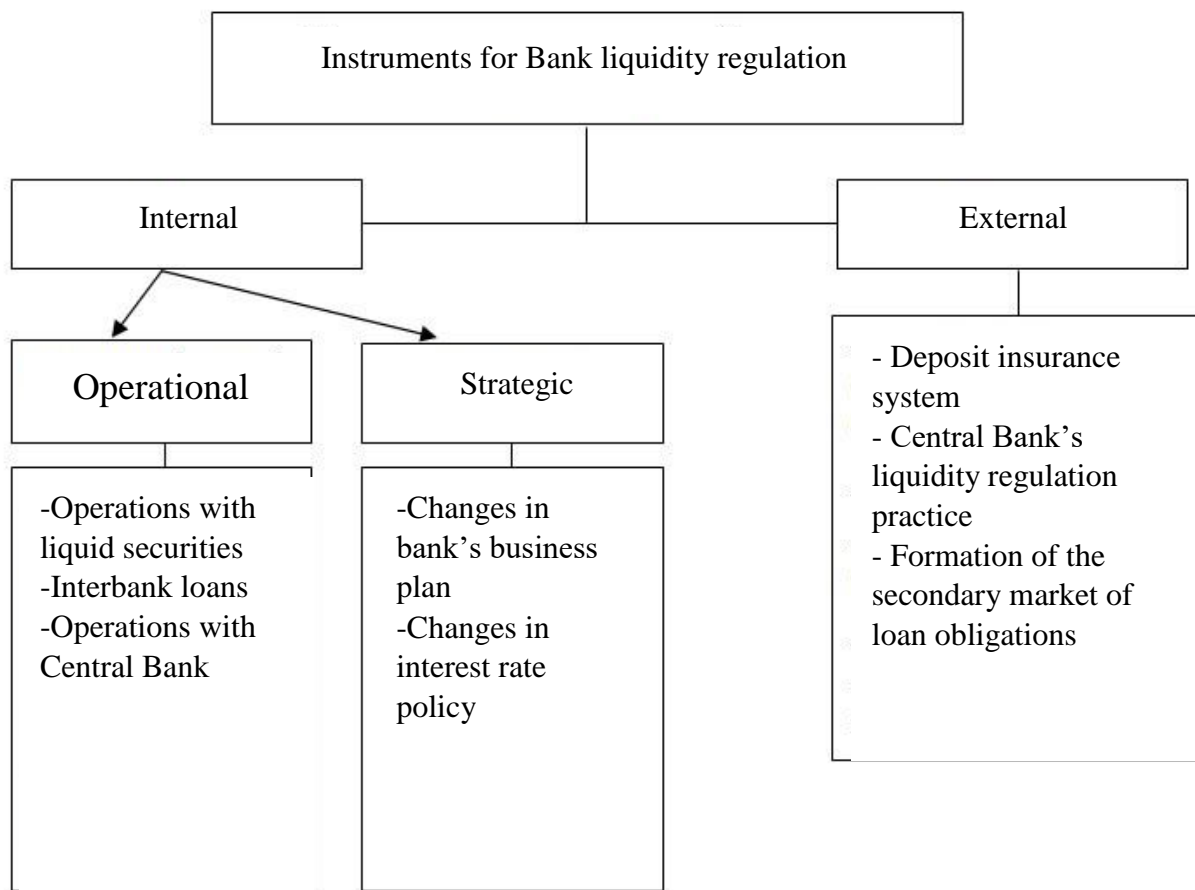 Instruments for Bank liquidity regulation
Internal
External
Operational
Strategic
-Operations with
liquid securities
-Interbank loans
-Operations with
Central Bank
-Changes in
bank’s business
plan
-Changes in
interest rate
policy
- Deposit insurance
system
- Central Bank’s
liquidity regulation
practice
- Formation of the
secondary market of
loan obligations